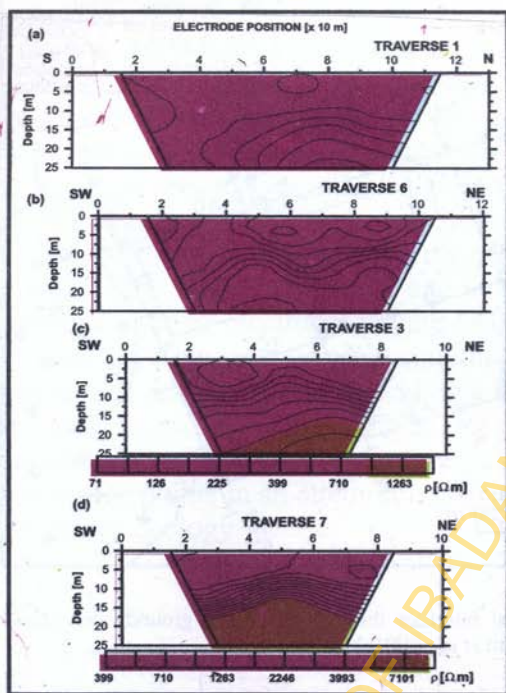 ELECTRODE POSITION [x 10 m]
(a)
TRAVERSE 1
S
N
0 2 4 6 8 10 12
Depth [m]
0
5
10
15
20
25
(b)
TRAVERSE 6
SW
NE
0 2 4 6 8 10 12
Depth [m]
0
5
10
15
20
25
(c)
TRAVERSE 3
SW
NE
0 2 4 6 8 10
Depth [m]
0
5
10
15
20
25
71 126 225 399 710 1263 ρ[Ωm]
(d)
TRAVERSE 7
SW
NE
0 2 4 6 8 10
Depth [m]
0
5
10
15
20
25
399 710 1263 2246 3993 7101 ρ[Ωm]
DE IBADAN